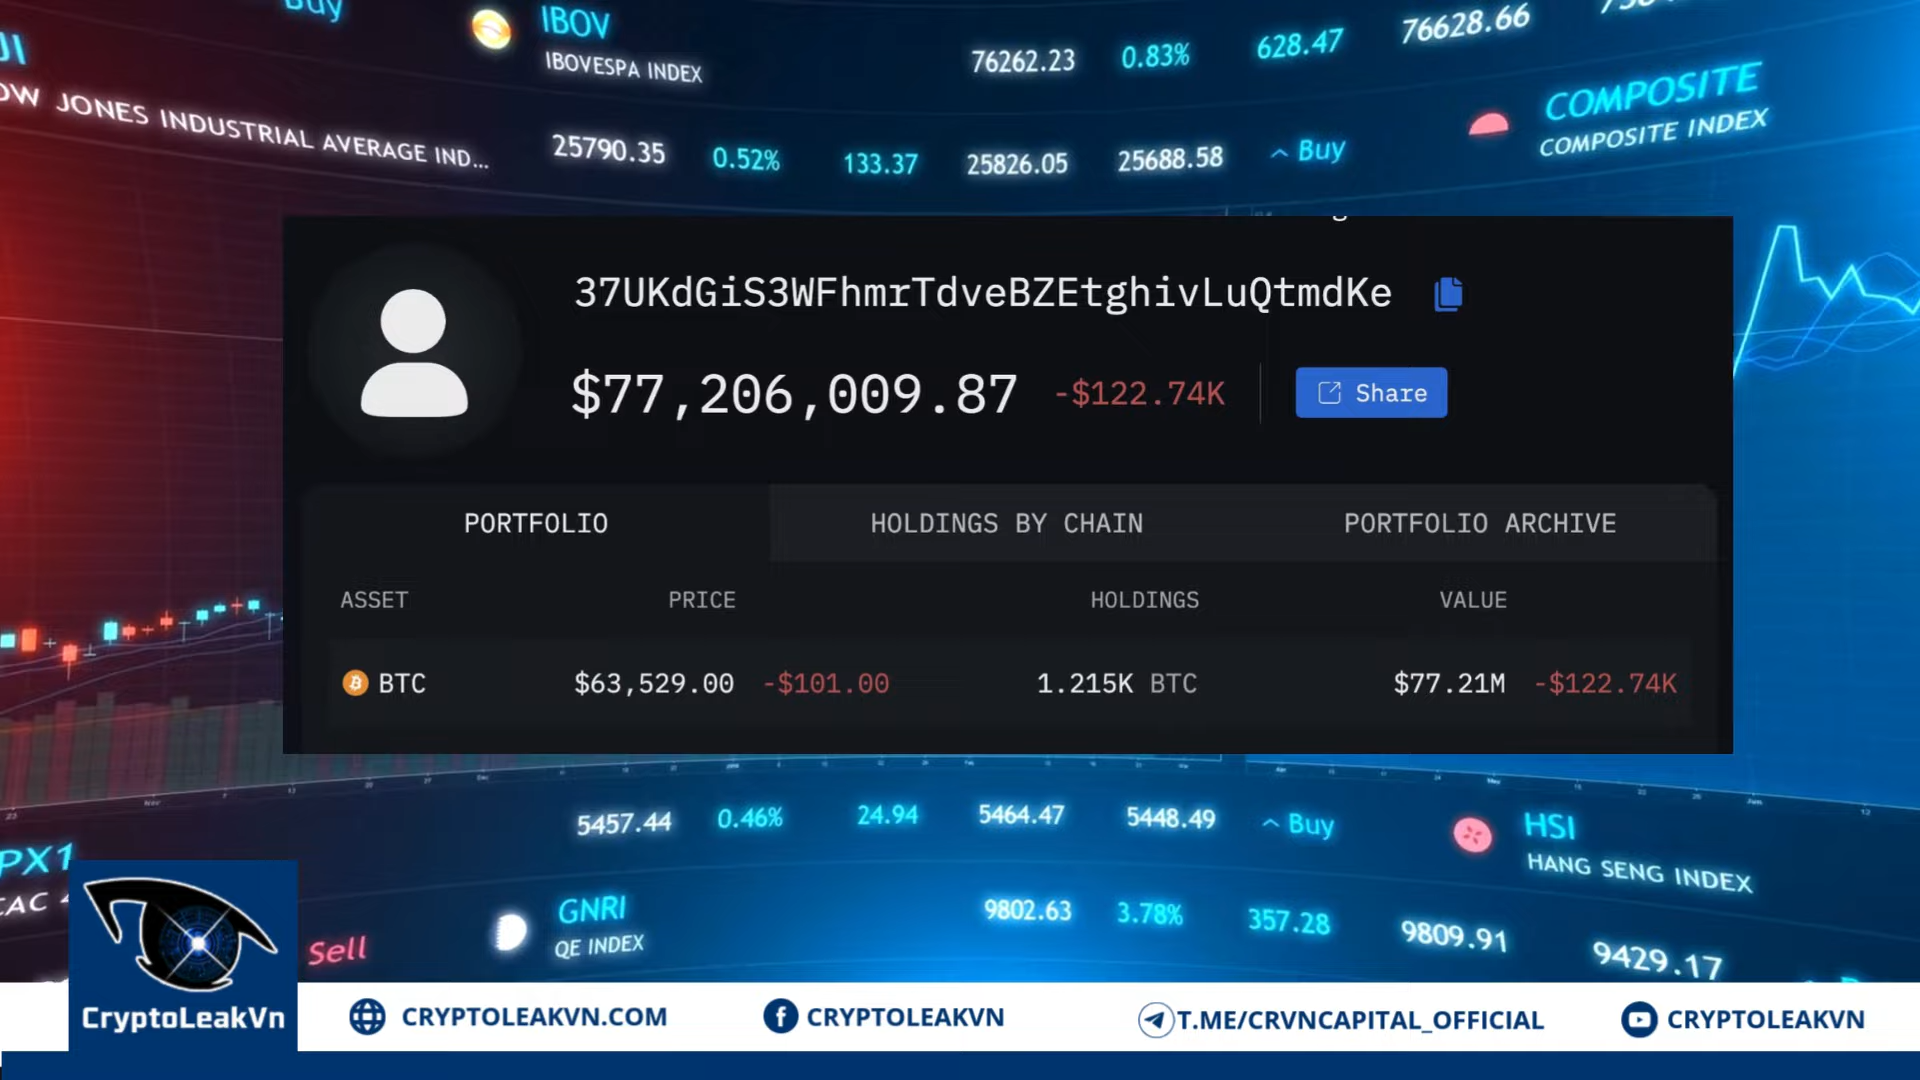 Buy
IBOV
IBOVESPA INDEX
76262.23 0.83% 628.47 76628.66
JI
OW JONES INDUSTRIAL AVERAGE IND...
25790.35 0.52% 133.37 25826.05 25688.58 Buy
COMPOSITE
COMPOSITE INDEX
37UKdGiS3WFhmrTdveBZEtghivLuQtmdKe
$77,206,009.87 -$122.74K Share
PORTFOLIO HOLDINGS BY CHAIN PORTFOLIO ARCHIVE
ASSET PRICE HOLDINGS VALUE
BTC $63,529.00 -$101.00 1.215K BTC $77.21M -$122.74K
5457.44 0.46% 24.94 5464.47 5448.49 Buy
HSI
HANG SENG INDEX
PX1
CAC
Sell
GNRI
QE INDEX
9802.63 3.78% 357.28 9809.91 9429.17
CryptoLeakVn
CRYPTOLEAKVN.COM CRYPTOLEAKVN T.ME/CRVNCAPITAL_OFFICIAL CRYPTOLEAKVN